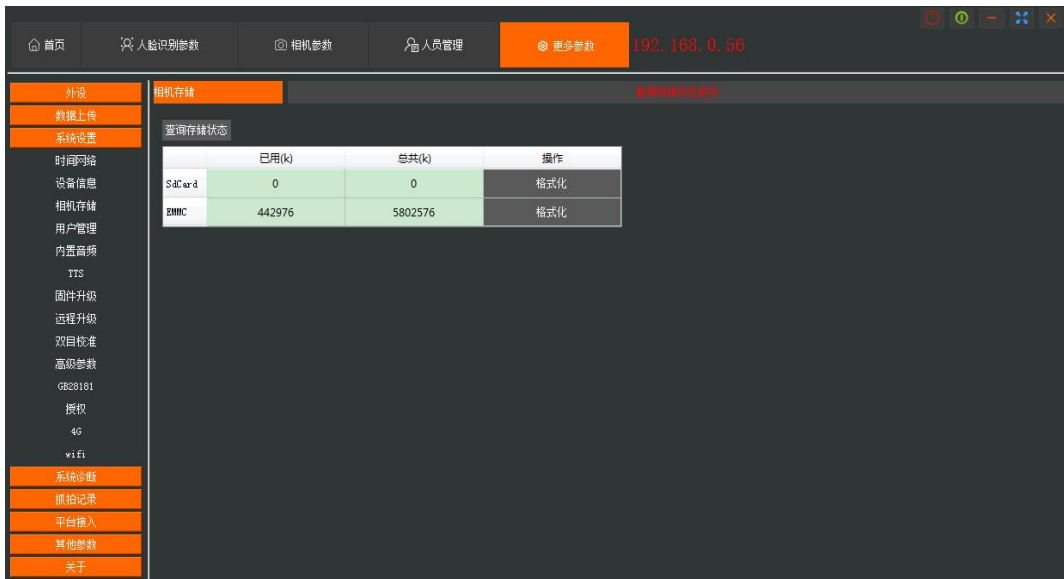 首页
人脸识别参数
相机参数
人员管理
更多参数
192.168.0.56
外设
数据上传
系统设置
时间网络
设备信息
相机存储
用户管理
内置音频
TTS
固件升级
远程升级
双目校准
高级参数
GB28181
授权
4G
wifi
系统诊断
抓拍记录
平台接入
其他参数
关于
相机存储
查询存储状态
已用(k) 总共(k) 操作
SdCard 0 0 格式化
EMMC 442976 5802576 格式化